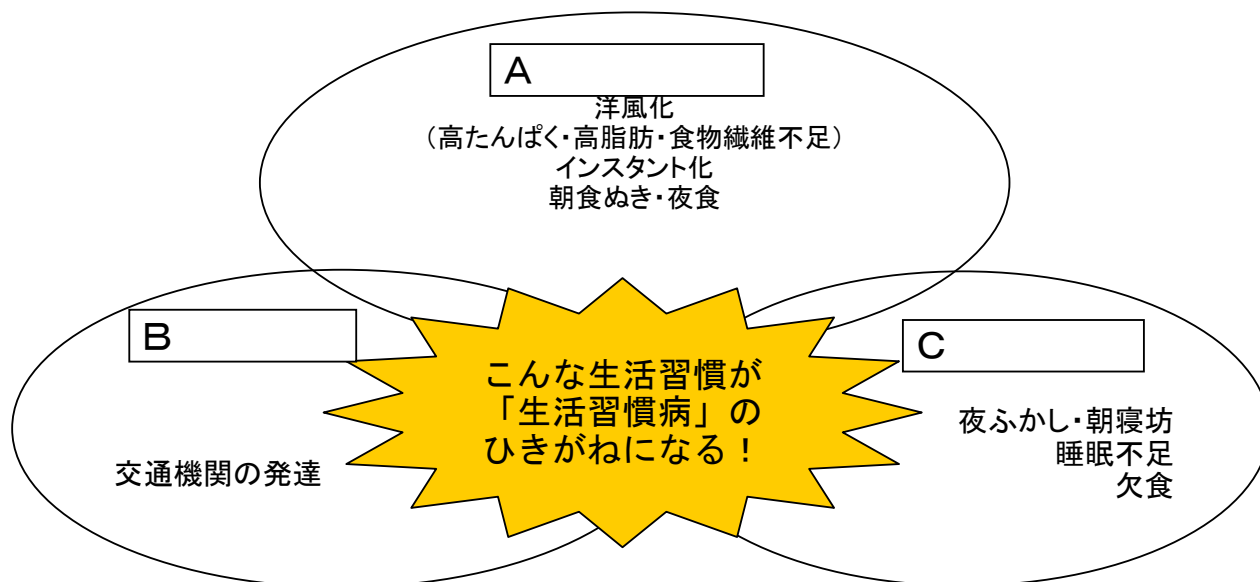 A
洋風化
(高たんぱく・高脂肪・食物繊維不足)
インスタント化
朝食ぬき・夜食
B
交通機関の発達
こんな生活習慣が
「生活習慣病」の
ひきがねになる！
C
夜ふかし・朝寝坊
睡眠不足
欠食